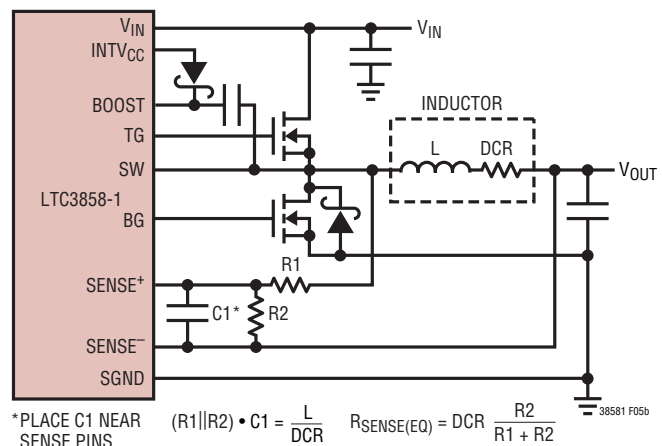 V_IN
V_IN
INTV_CC
BOOST
INDUCTOR
TG
L
DCR
SW
V_OUT
LTC3858-1
BG
R1
SENSE+
C1*
R2
SENSE–
SGND
38581 F05b
*PLACE C1 NEAR
SENSE PINS
(R1||R2) • C1 = L/DCR
R_SENSE(EQ) = DCR R2/(R1 + R2)